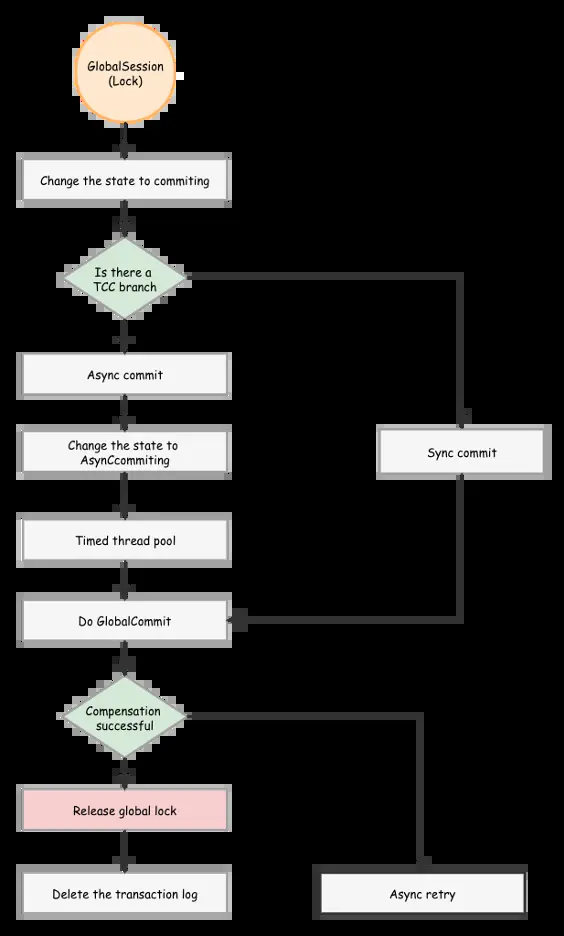 GlobalSession
(Lock)
Change the state to commiting
Is there a
TCC branch
Async commit
Change the state to
AsynCcommiting
Sync commit
Timed thread pool
Do GlobalCommit
Compensation
successful
Release global lock
Delete the transaction log
Async retry